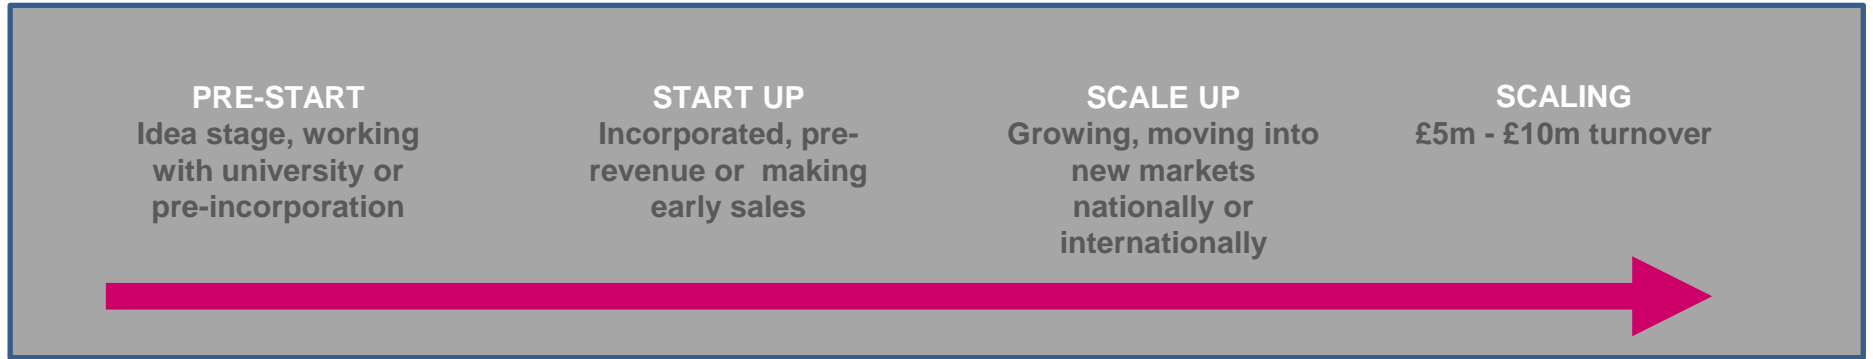 PRE-START
Idea stage, working
with university or
pre-incorporation
START UP
Incorporated, pre-
revenue or  making
early sales
SCALE UP
Growing, moving into
new markets
nationally or
internationally
SCALING
£5m - £10m turnover